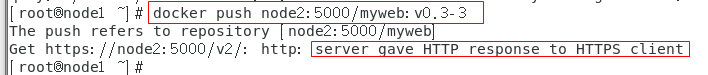 [root@node1 ~]# docker push node2:5000/myweb:v0.3-3
The push refers to repository [node2:5000/myweb]
Get https://node2:5000/v2/: http: server gave HTTP response to HTTPS client
[root@node1 ~]#